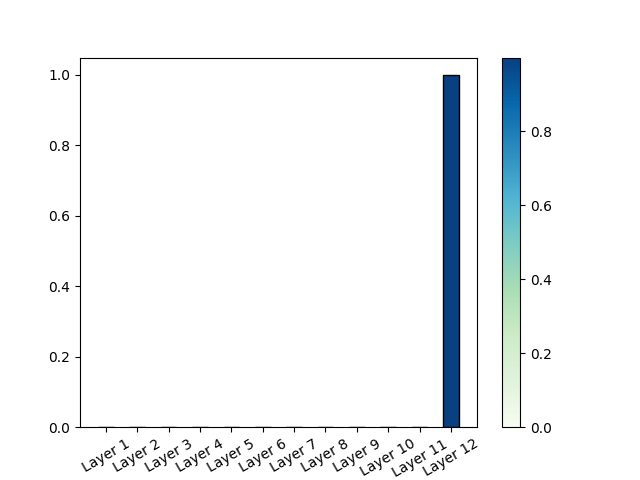 1.0
0.8
0.6
0.4
0.2
0.0
Layer 1
Layer 2
Layer 3
Layer 4
Layer 5
Layer 6
Layer 7
Layer 8
Layer 9
Layer 10
Layer 11
Layer 12
0.8
0.6
0.4
0.2
0.0